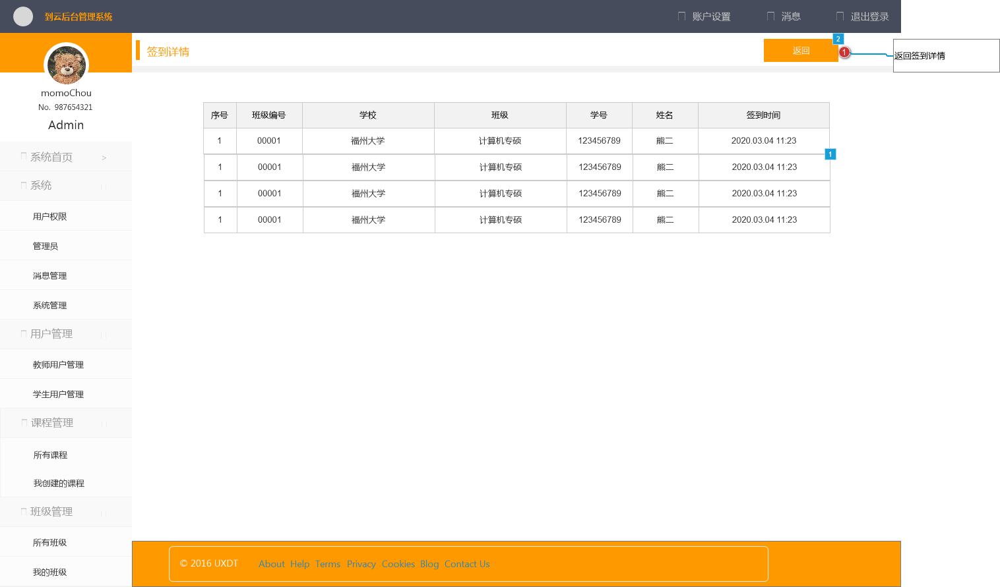 到云后台管理系统 账户设置 消息 退出登录
签到详情 返回 2
1 返回签到详情
momoChou
No. 987654321
Admin
系统首页 >
系统
用户权限
管理员
消息管理
系统管理
用户管理
教师用户管理
学生用户管理
课程管理
所有课程
我创建的课程
班级管理
所有班级
我的班级
序号 班级编号 学校 班级 学号 姓名 签到时间
1 00001 福州大学 计算机专硕 123456789 熊二 2020.03.04 11:23
1
1 00001 福州大学 计算机专硕 123456789 熊二 2020.03.04 11:23
1 00001 福州大学 计算机专硕 123456789 熊二 2020.03.04 11:23
1 00001 福州大学 计算机专硕 123456789 熊二 2020.03.04 11:23
© 2016 UXDT About Help Terms Privacy Cookies Blog Contact Us